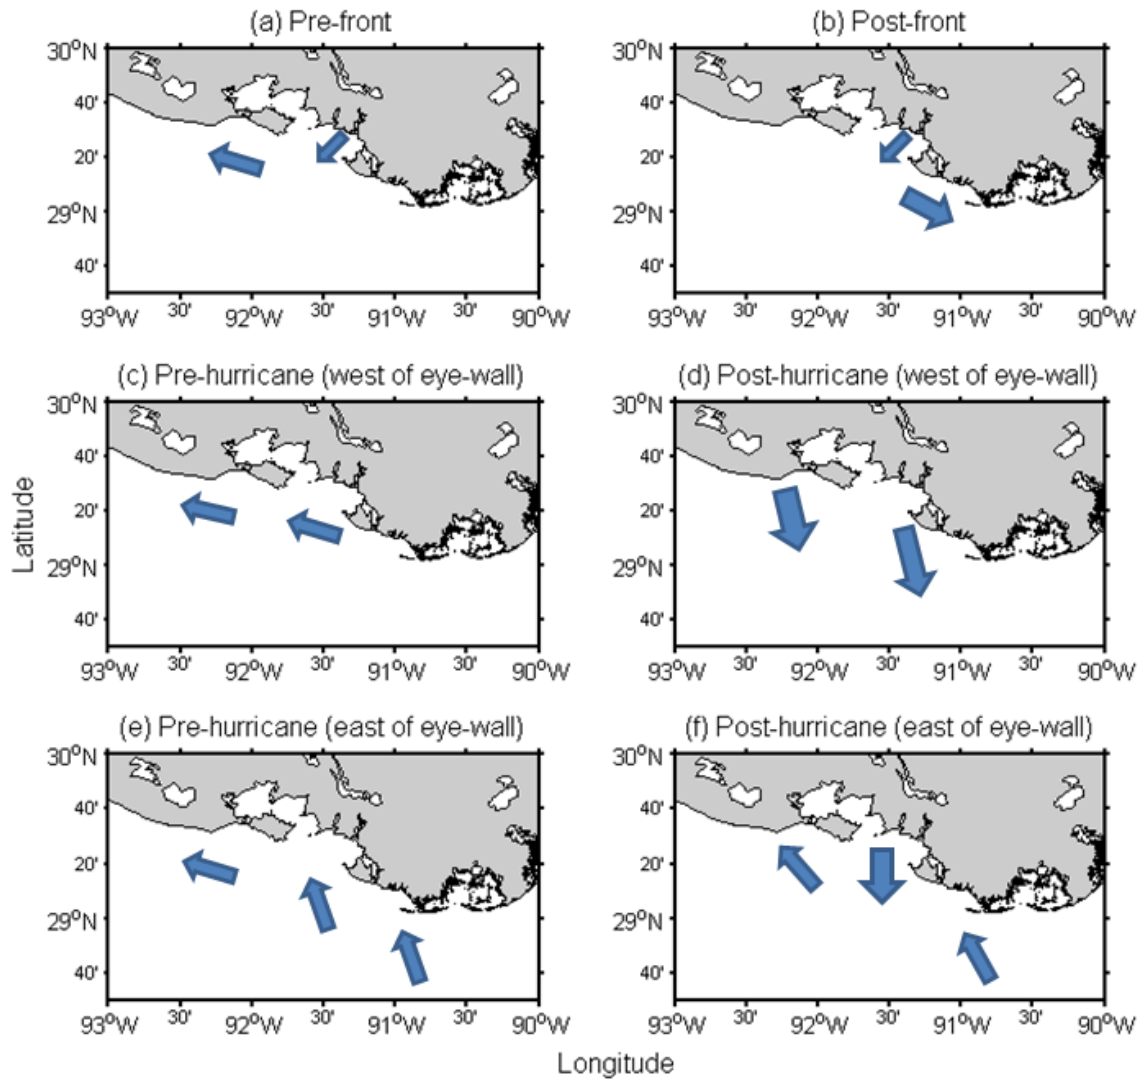 (a) Pre-front
(b) Post-front
30°N
40'
20'
29°N
40'
93°W 30' 92°W 30' 91°W 30' 90°W
30°N
40'
20'
29°N
40'
93°W 30' 92°W 30' 91°W 30' 90°W
(c) Pre-hurricane (west of eye-wall)
(d) Post-hurricane (west of eye-wall)
30°N
40'
20'
29°N
40'
93°W 30' 92°W 30' 91°W 30' 90°W
30°N
40'
20'
29°N
40'
93°W 30' 92°W 30' 91°W 30' 90°W
Latitude
(e) Pre-hurricane (east of eye-wall)
(f) Post-hurricane (east of eye-wall)
30°N
40'
20'
29°N
40'
93°W 30' 92°W 30' 91°W 30' 90°W
30°N
40'
20'
29°N
40'
93°W 30' 92°W 30' 91°W 30' 90°W
Longitude